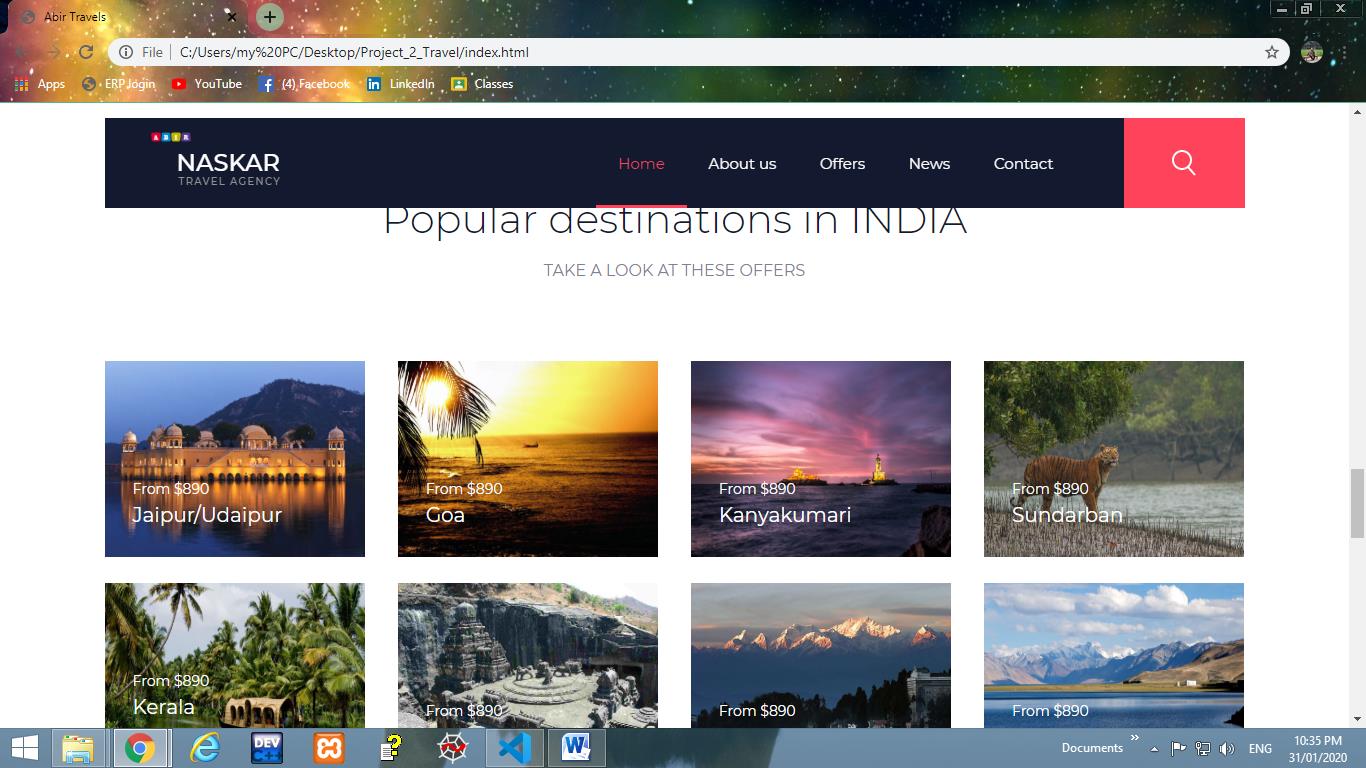 Abir Travels
File C:/Users/my%20PC/Desktop/Project_2_Travel/index.html
Apps ERP login YouTube (4) Facebook LinkedIn Classes
ABIR
NASKAR
TRAVEL AGENCY
Home About us Offers News Contact
Popular destinations in INDIA
TAKE A LOOK AT THESE OFFERS
From $890
Jaipur/Udaipur
From $890
Goa
From $890
Kanyakumari
From $890
Sundarban
From $890
Kerala
From $890
From $890
From $890
DEV
C++
Documents
ENG
10:35 PM
31/01/2020